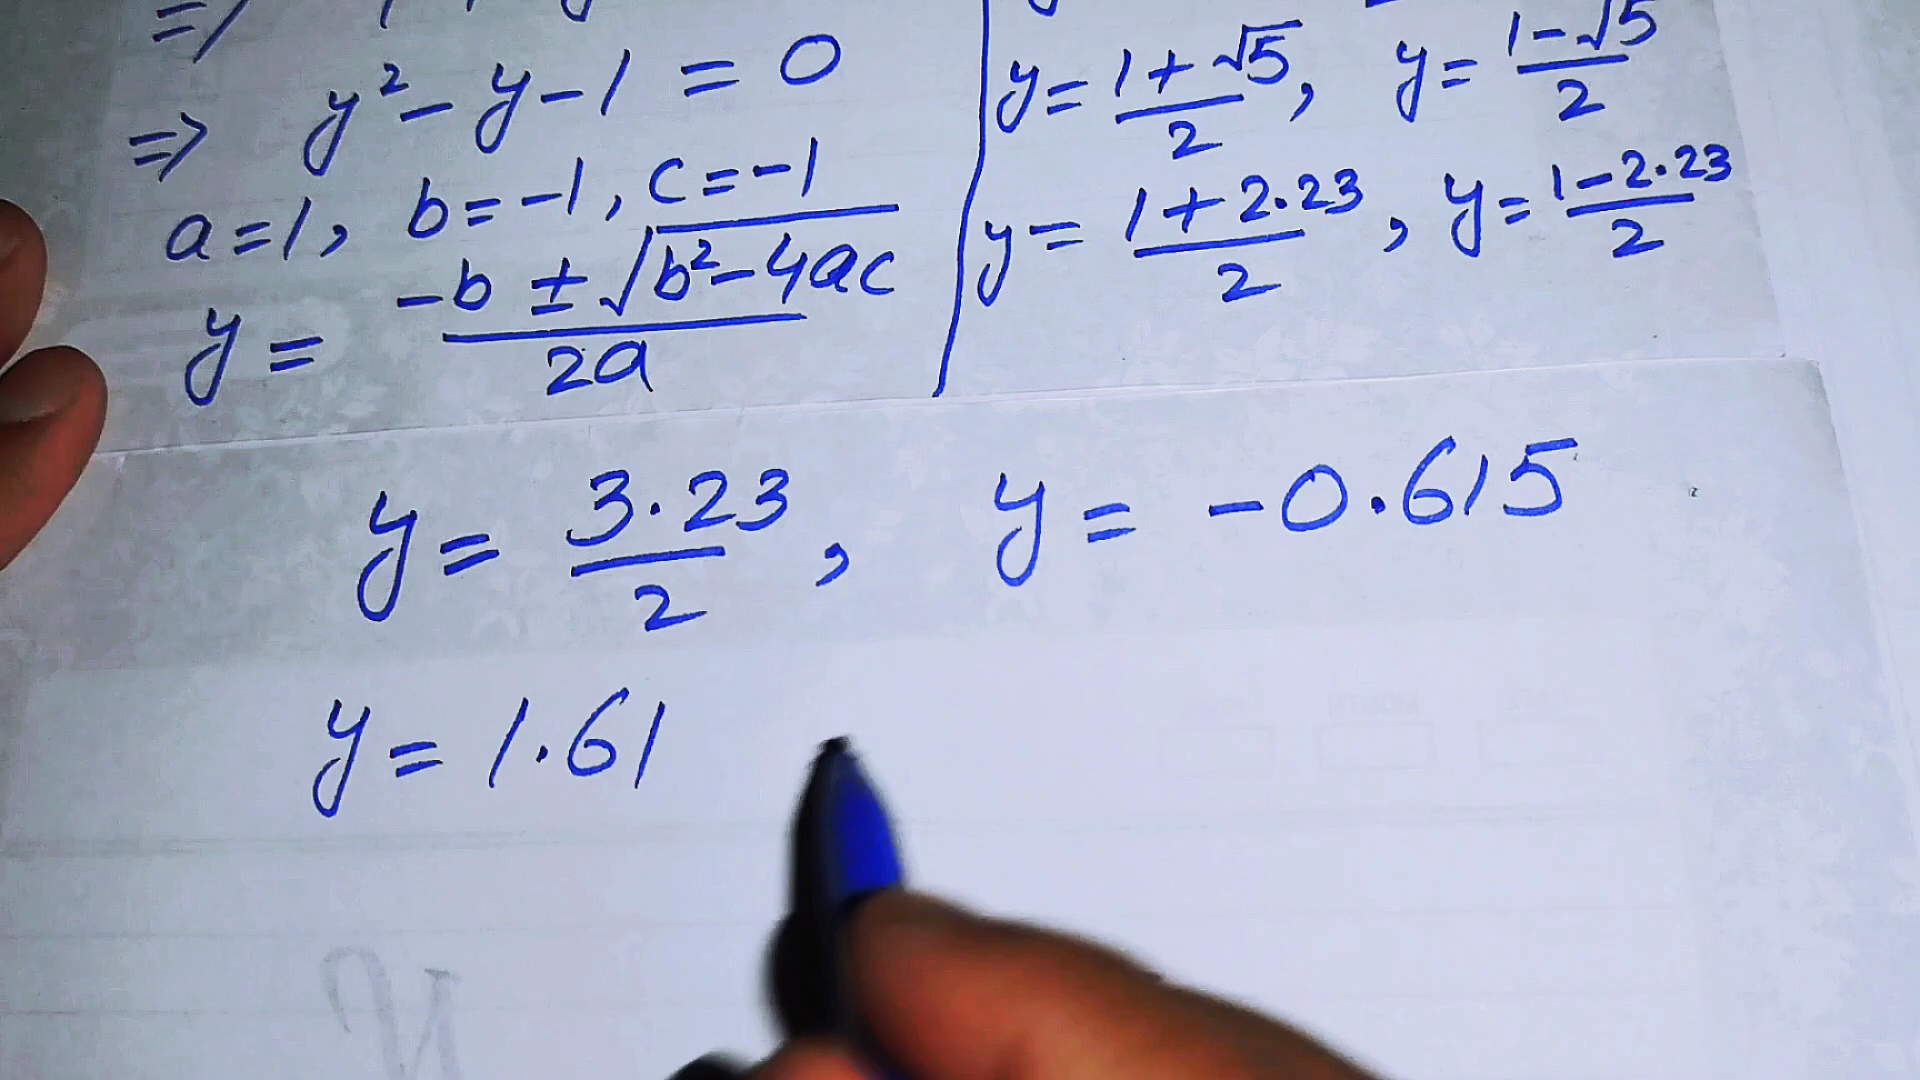 => y² - y - 1 = 0
a = 1, b = -1, c = -1
y = -b ± √b² - 4ac / 2a
y = 1 + √5 / 2, y = 1 - √5 / 2
y = 1 + 2.23 / 2, y = 1 - 2.23 / 2
y = 3.23 / 2, y = -0.615
y = 1.61